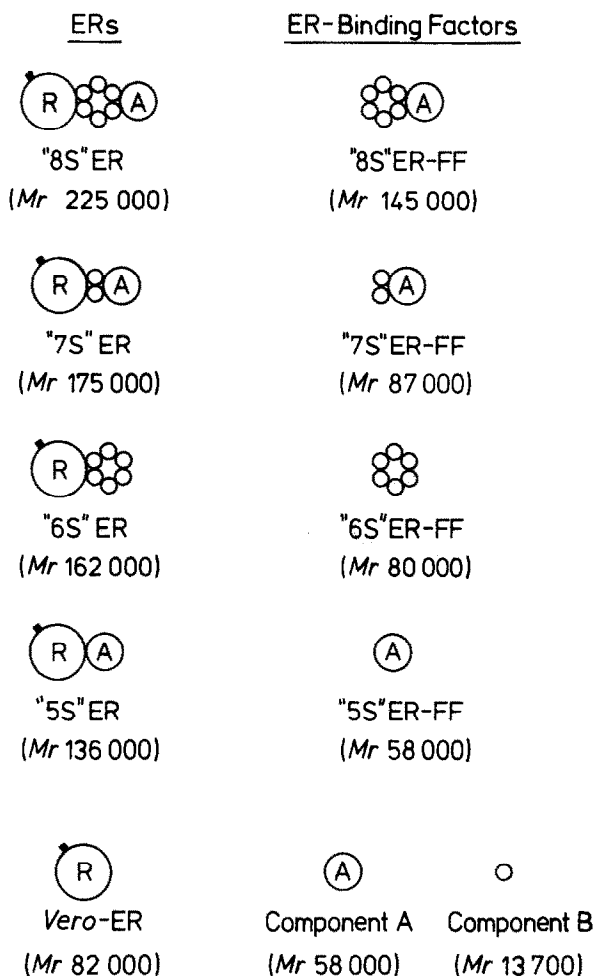 ERs ER-Binding Factors
R A A
"8S" ER "8S"ER-FF
(Mr 225 000) (Mr 145 000)
R A A
"7S" ER "7S"ER-FF
(Mr 175 000) (Mr 87 000)
R
"6S" ER "6S"ER-FF
(Mr 162 000) (Mr 80 000)
R A A
"5S" ER "5S"ER-FF
(Mr 136 000) (Mr 58 000)
R A
Vero-ER Component A Component B
(Mr 82 000) (Mr 58 000) (Mr 13 700)